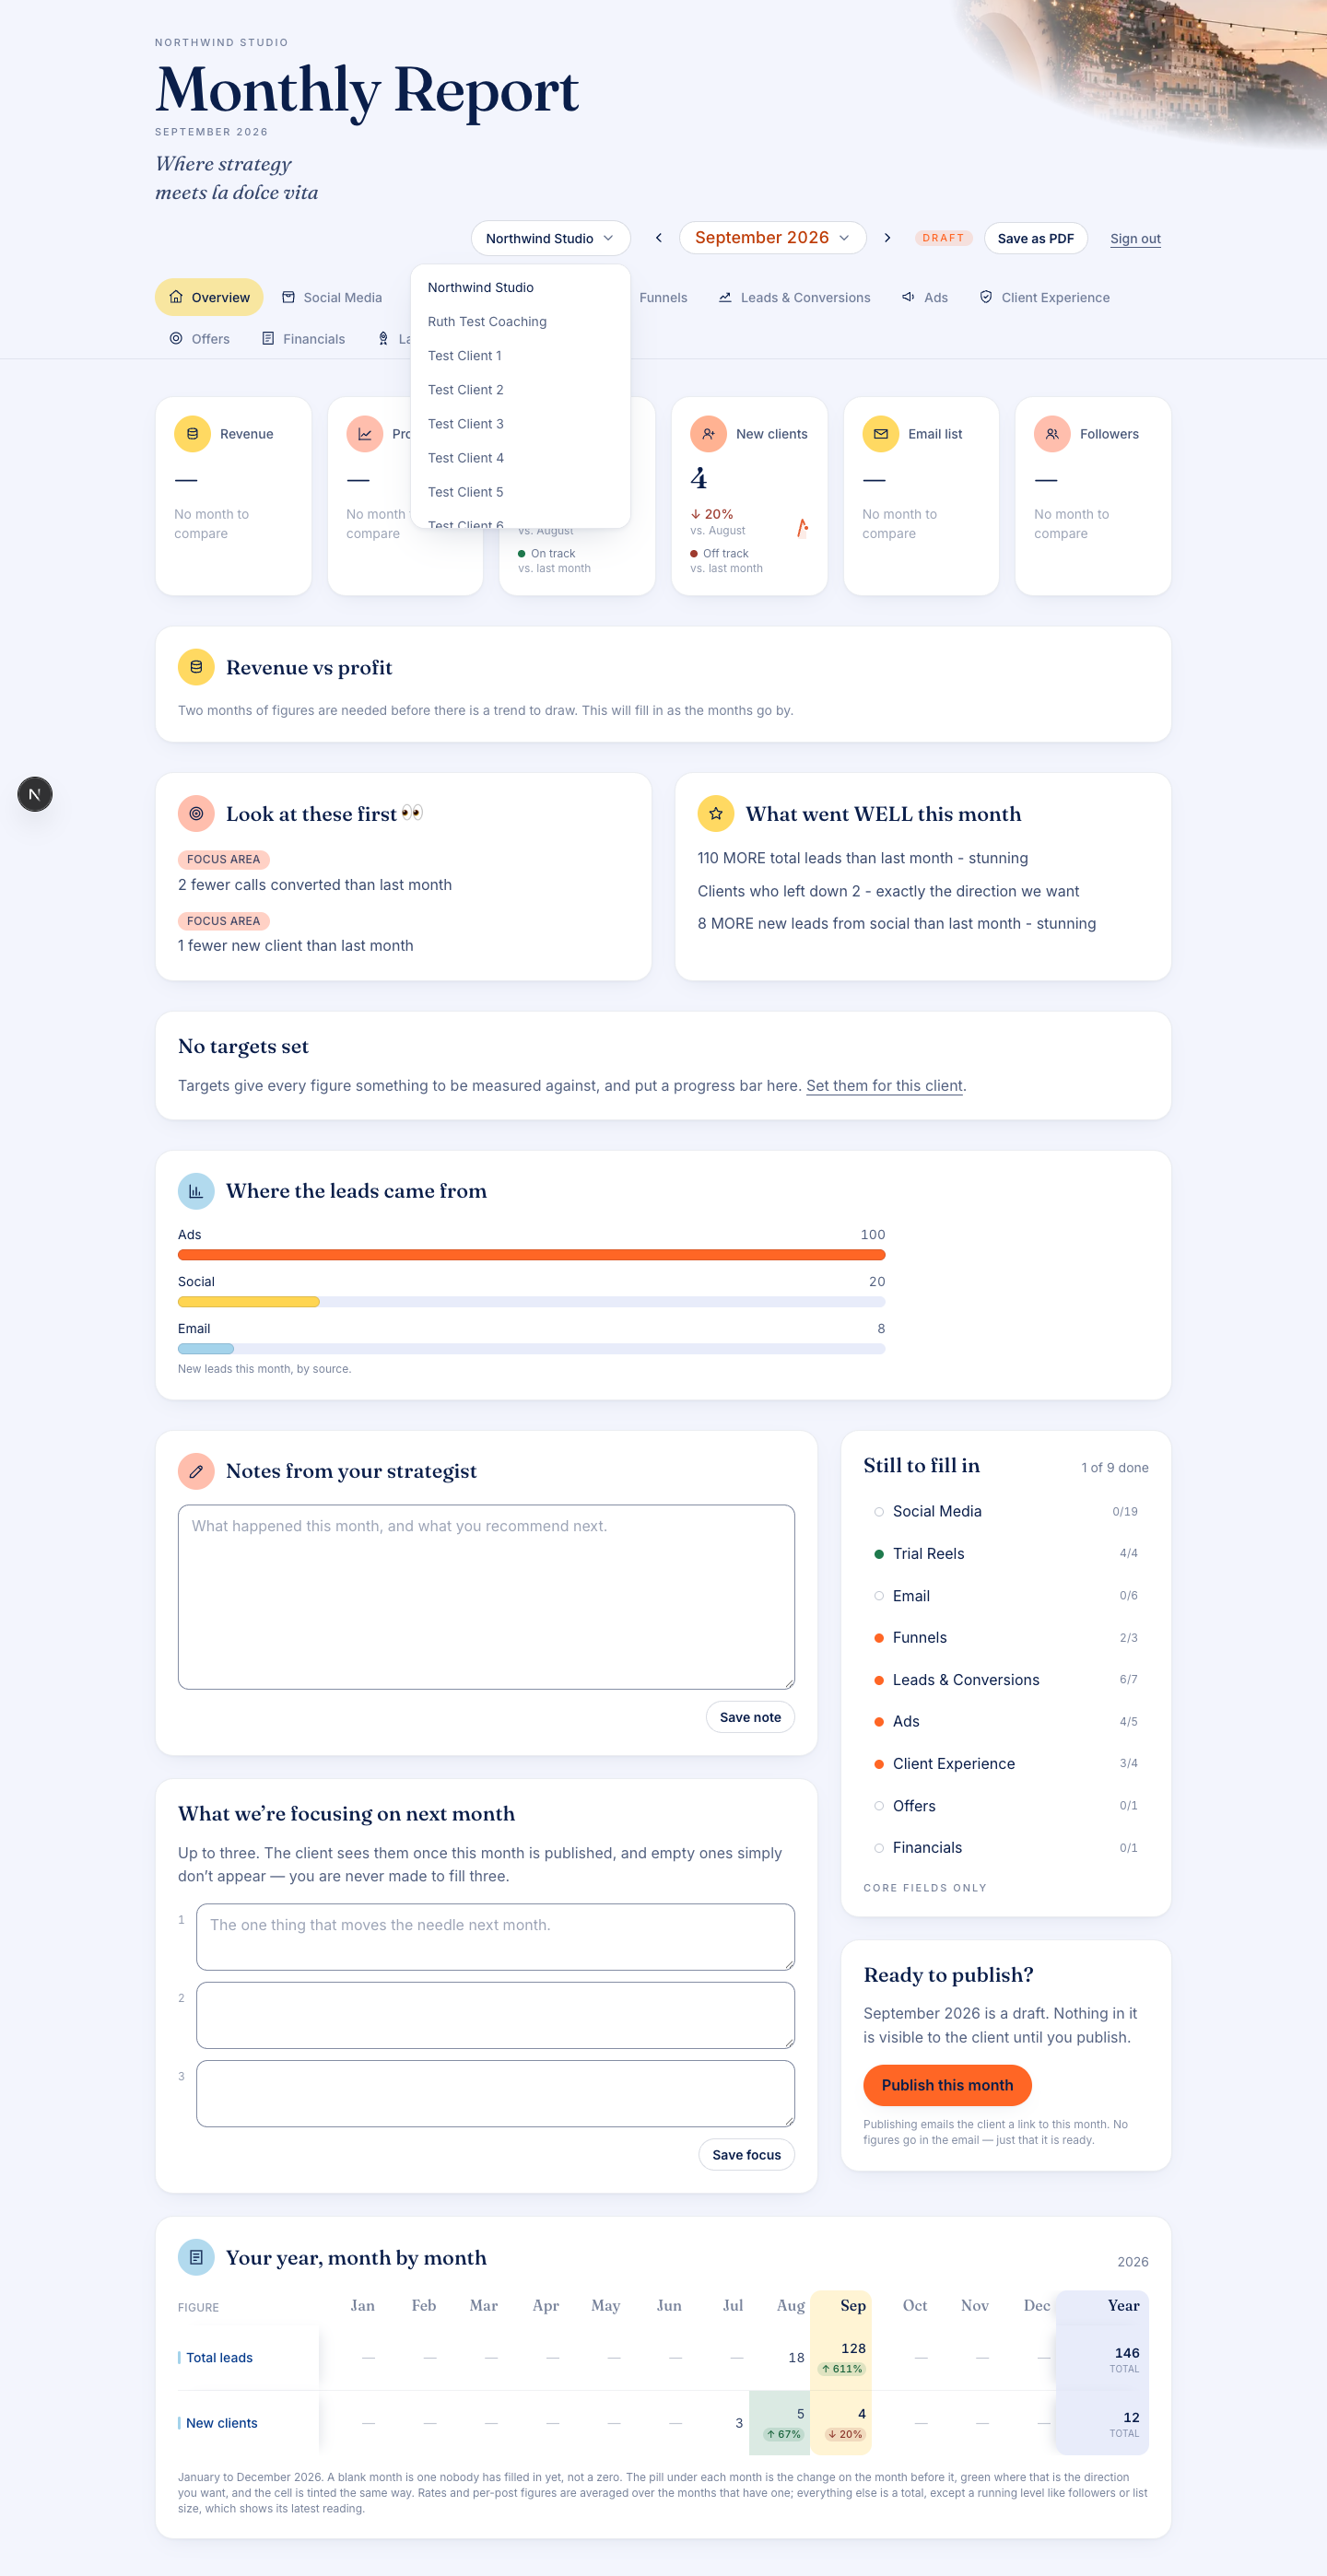 NORTHWIND STUDIO
Monthly Report
SEPTEMBER 2026
Where strategy
meets la dolce vita
Northwind Studio
September 2026
DRAFT
Save as PDF
Sign out
Northwind Studio
Ruth Test Coaching
Test Client 1
Test Client 2
Test Client 3
Test Client 4
Test Client 5
Test Client 6
Overview
Social Media
Funnels
Leads & Conversions
Ads
Client Experience
Offers
Financials
Revenue
—
No month to
compare
—
No month
compare
vs. August
On track
vs. last month
New clients
4
↓ 20%
vs. August
Off track
vs. last month
Email list
—
No month to
compare
Followers
—
No month to
compare
Revenue vs profit
Two months of figures are needed before there is a trend to draw. This will fill in as the months go by.
N
Look at these first 👀
FOCUS AREA
2 fewer calls converted than last month
FOCUS AREA
1 fewer new client than last month
What went WELL this month
110 MORE total leads than last month - stunning
Clients who left down 2 - exactly the direction we want
8 MORE new leads from social than last month - stunning
No targets set
Targets give every figure something to be measured against, and put a progress bar here. Set them for this client.
Where the leads came from
Ads 100
Social 20
Email 8
New leads this month, by source.
Notes from your strategist
What happened this month, and what you recommend next.
Save note
What we’re focusing on next month
Up to three. The client sees them once this month is published, and empty ones simply
don’t appear — you are never made to fill three.
1 The one thing that moves the needle next month.
2
3
Save focus
Still to fill in 1 of 9 done
Social Media 0/19
Trial Reels 4/4
Email 0/6
Funnels 2/3
Leads & Conversions 6/7
Ads 4/5
Client Experience 3/4
Offers 0/1
Financials 0/1
CORE FIELDS ONLY
Ready to publish?
September 2026 is a draft. Nothing in it
is visible to the client until you publish.
Publish this month
Publishing emails the client a link to this month. No
figures go in the email — just that it is ready.
Your year, month by month 2026
FIGURE Jan Feb Mar Apr May Jun Jul Aug Sep Oct Nov Dec Year
Total leads — — — — — — — 18 128 — — — 146
↑ 611% TOTAL
New clients — — — — — — 3 5 4 — — — 12
↑ 67% ↓ 20% TOTAL
January to December 2026. A blank month is one nobody has filled in yet, not a zero. The pill under each month is the change on the month before it, green where that is the direction
you want, and the cell is tinted the same way. Rates and per-post figures are averaged over the months that have one; everything else is a total, except a running level like followers or list
size, which shows its latest reading.